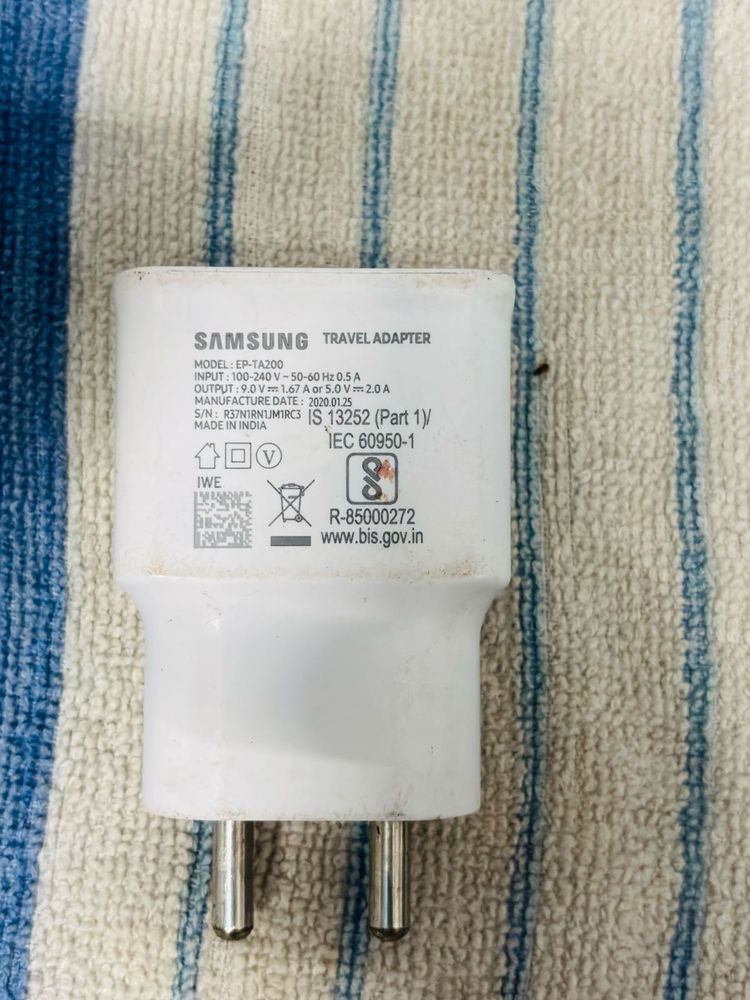 SAMSUNG TRAVEL ADAPTER
MODEL : EP-TA200
INPUT : 100-240 V ~ 50-60 Hz 0.5 A
OUTPUT : 9.0 V ⎓ 1.67 A or 5.0 V ⎓ 2.0 A
MANUFACTURE DATE : 2020.01.25
S/N : R37N1RN1JM1RC3 IS 13252 (Part 1)/
MADE IN INDIA
IEC 60950-1
V
IWE
R-85000272
www.bis.gov.in